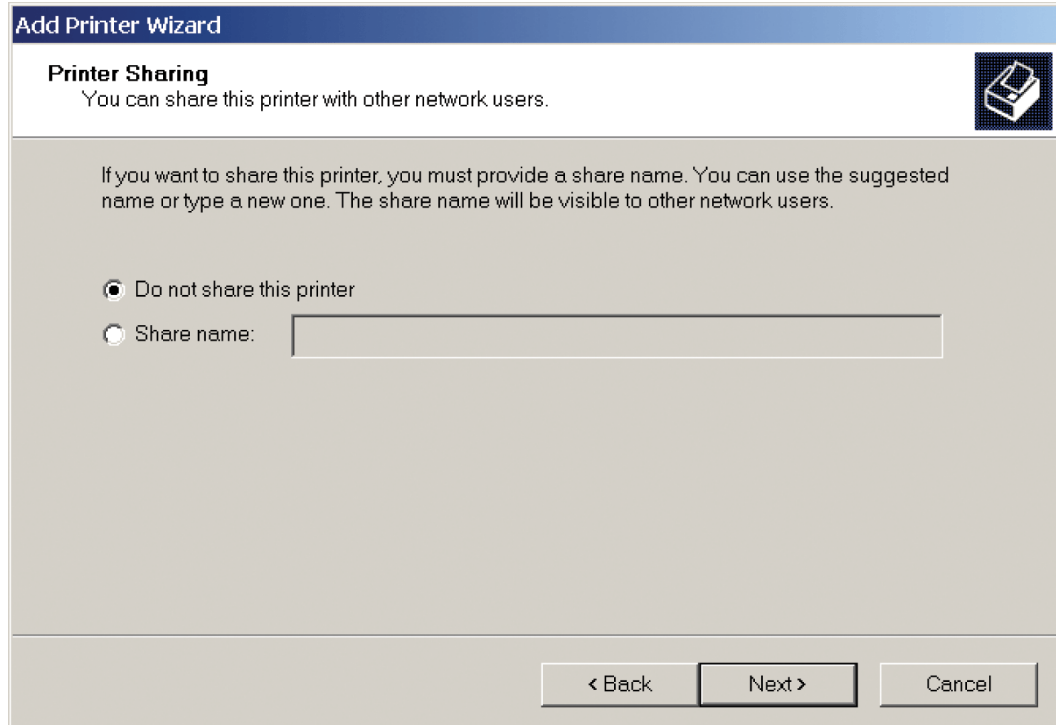 Add Printer Wizard
Printer Sharing
You can share this printer with other network users.
If you want to share this printer, you must provide a share name. You can use the suggested
name or type a new one. The share name will be visible to other network users.
Do not share this printer
Share name:
< Back Next > Cancel